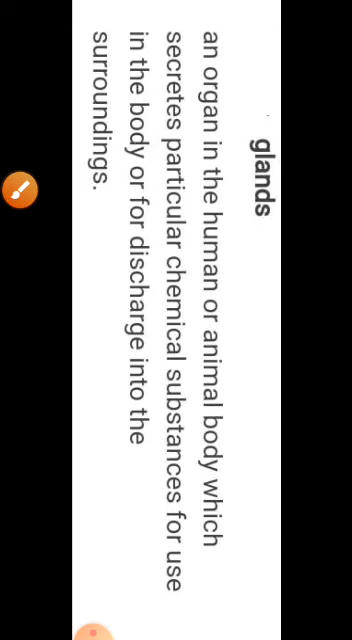 glands
an organ in the human or animal body which
secretes particular chemical substances for use
in the body or for discharge into the
surroundings.